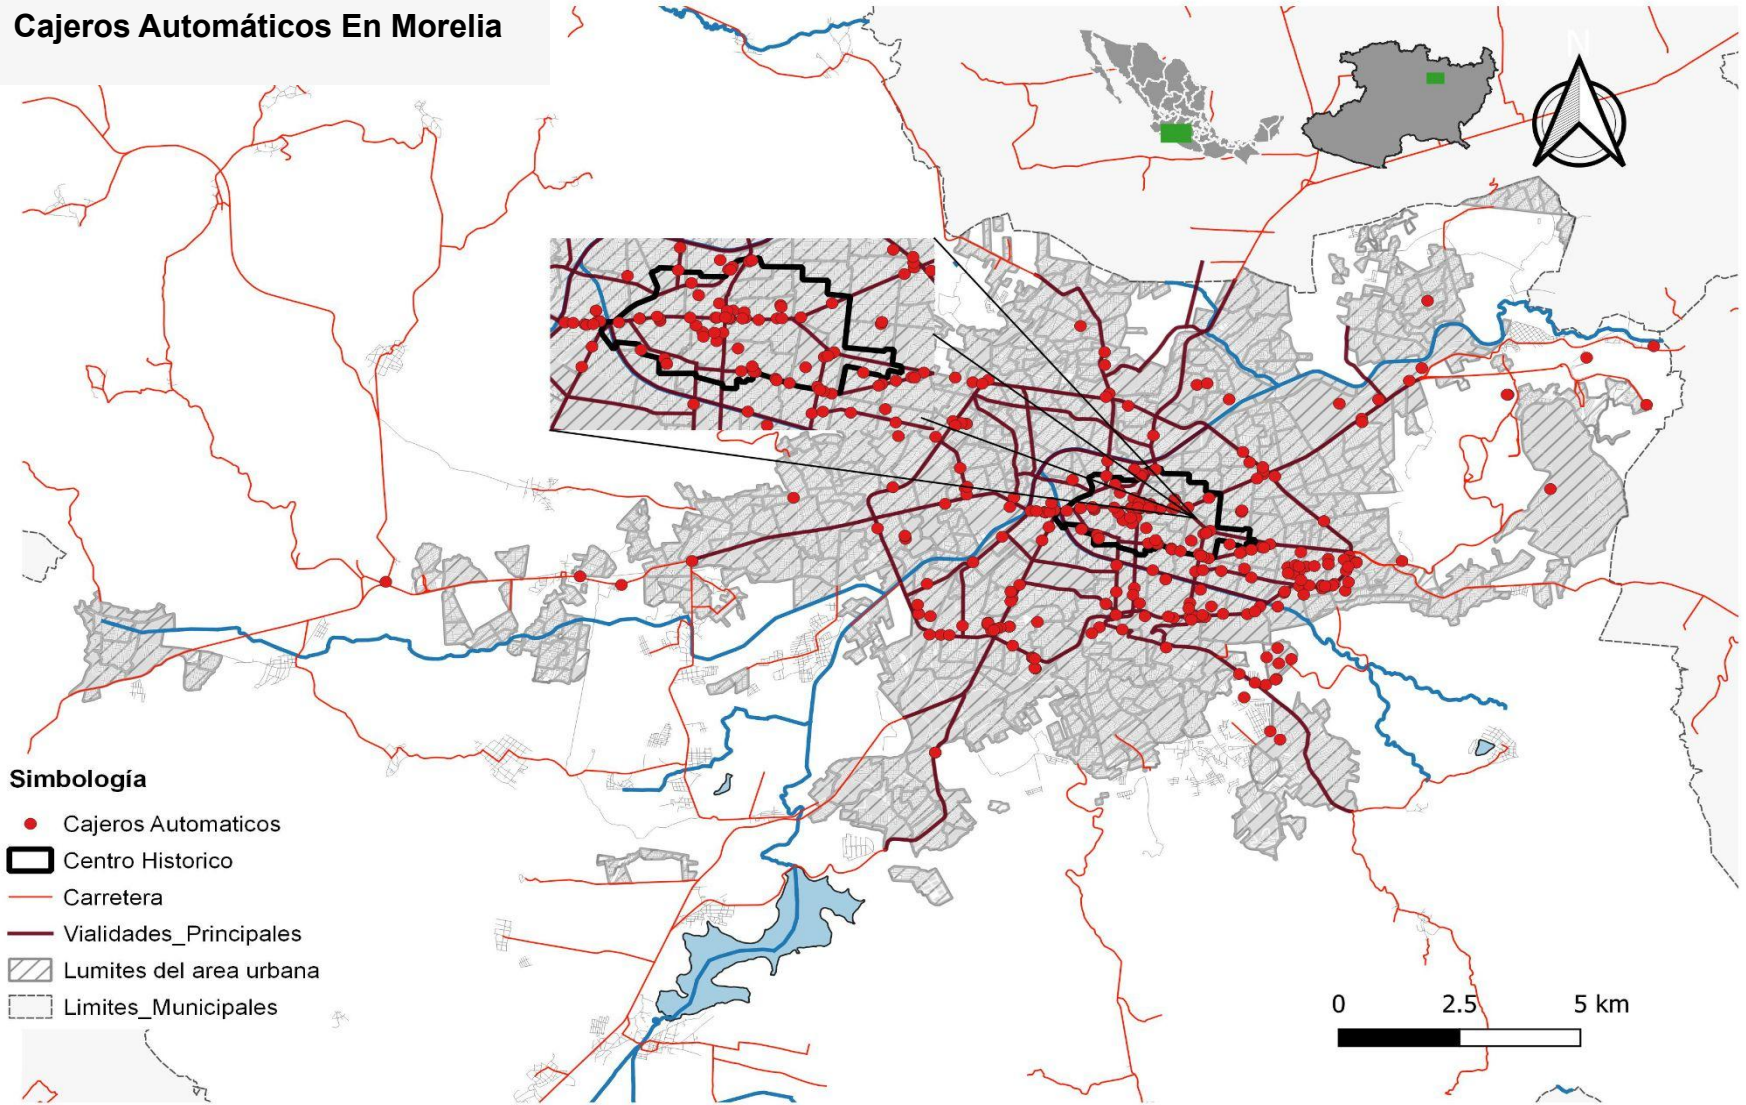 Cajeros Automáticos En Morelia
N
Simbología
Cajeros Automaticos
Centro Historico
Carretera
Vialidades_Principales
Lumites del area urbana
Limites_Municipales
0 2.5 5 km